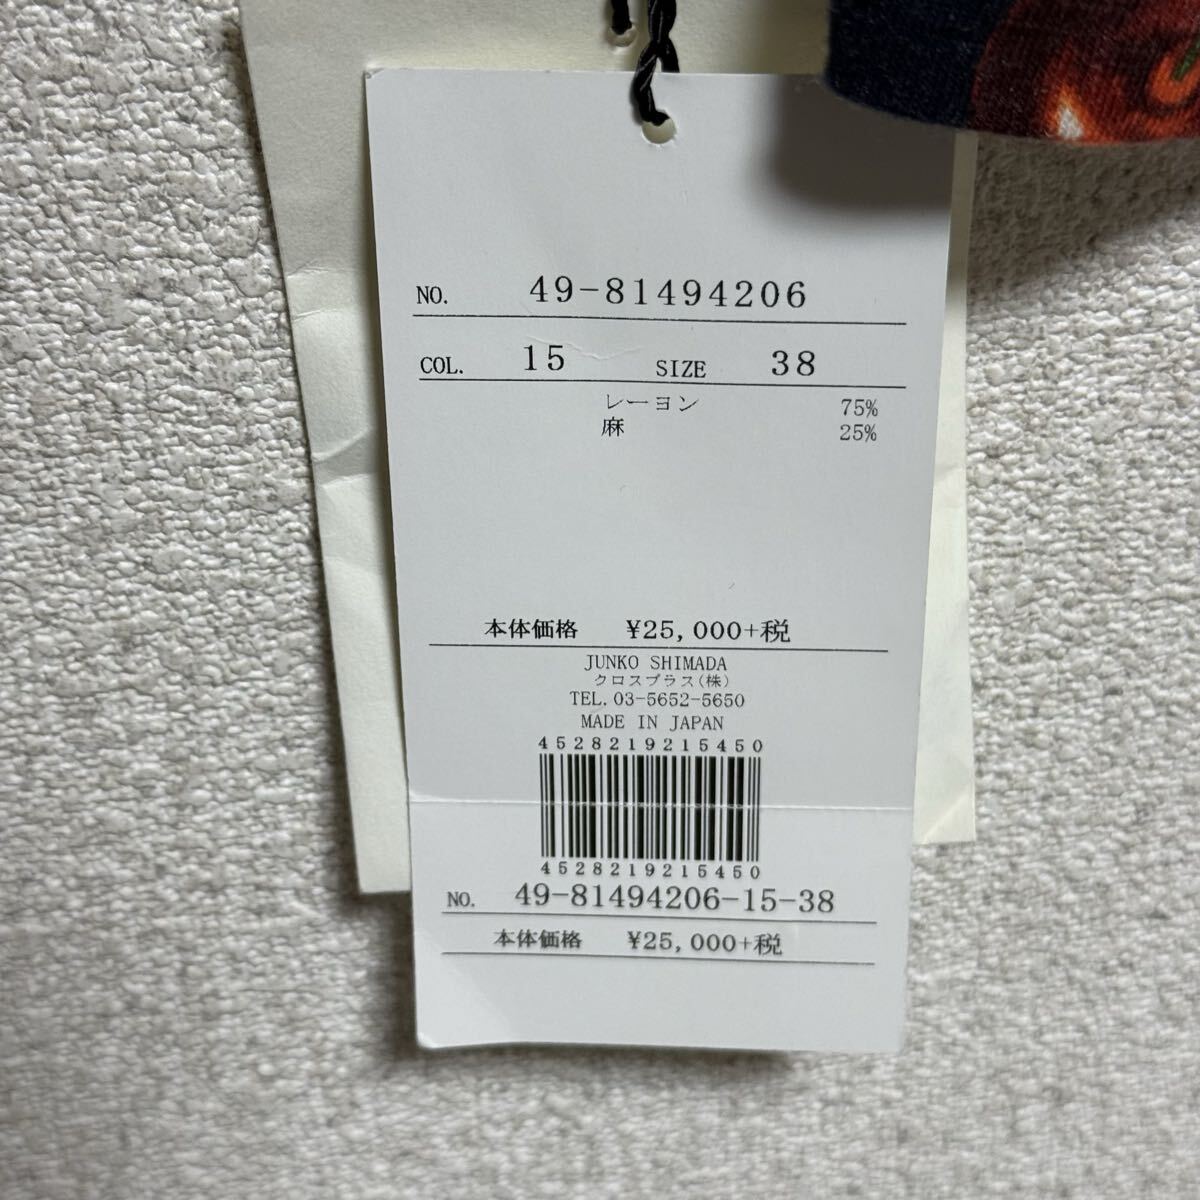 NO. 49-81494206
COL. 15 SIZE 38
レーヨン 75%
麻 25%
本体価格 ¥25,000+税
JUNKO SHIMADA
クロスプラス(株)
TEL.03-5652-5650
MADE IN JAPAN
4528219215450
4528219215450
NO. 49-81494206-15-38
本体価格 ¥25,000+税